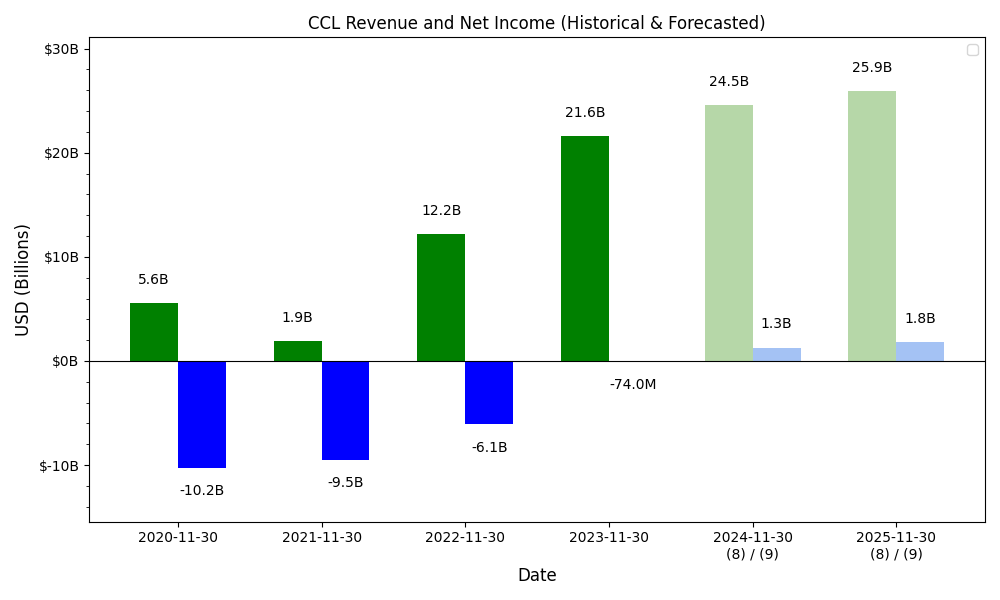 CCL Revenue and Net Income (Historical & Forecasted)
$30B
$20B
$10B
$0B
$-10B
USD (Billions)
5.6B
-10.2B
1.9B
-9.5B
12.2B
-6.1B
21.6B
-74.0M
24.5B
1.3B
25.9B
1.8B
2020-11-30
2021-11-30
2022-11-30
2023-11-30
2024-11-30
(8) / (9)
2025-11-30
(8) / (9)
Date